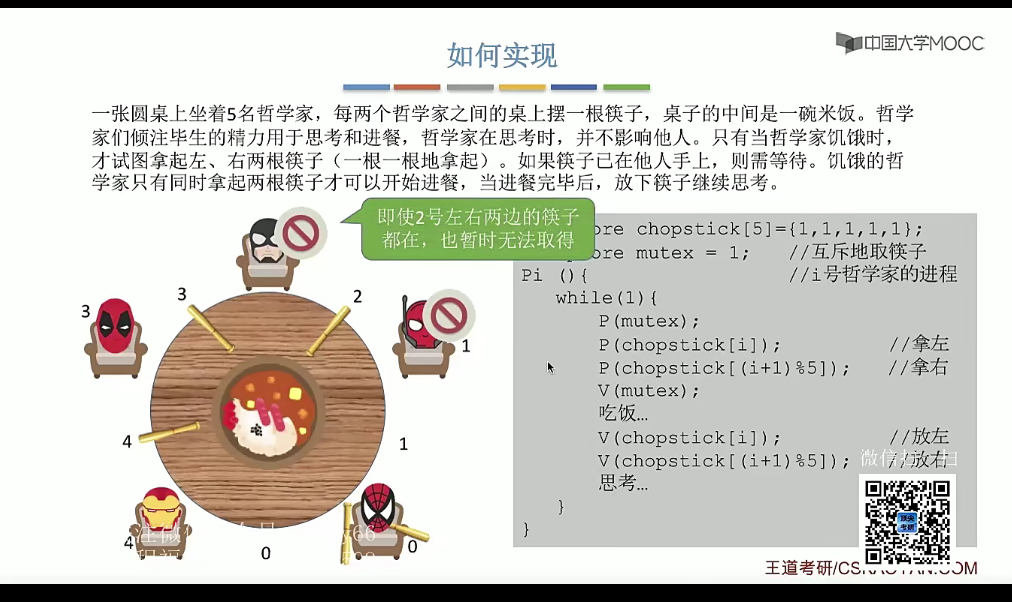 中国大学MOOC
如何实现
一张圆桌上坐着5名哲学家，每两个哲学家之间的桌上摆一根筷子，桌子的中间是一碗米饭。哲学
家们倾注毕生的精力用于思考和进餐，哲学家在思考时，并不影响他人。只有当哲学家饥饿时，
才试图拿起左、右两根筷子（一根一根地拿起）。如果筷子已在他人手上，则需等待。饥饿的哲
学家只有同时拿起两根筷子才可以开始进餐，当进餐完毕后，放下筷子继续思考。
即使2号左右两边的筷子
都在，也暂时无法取得
3
3
2
1
4
1
4
0
0
ore chopstick[5]={1,1,1,1,1};
ore mutex = 1; //互斥地取筷子
Pi (){ //i号哲学家的进程
while(1){
P(mutex);
P(chopstick[i]); //拿左
P(chopstick[(i+1)%5]); //拿右
V(mutex);
吃饭…
V(chopstick[i]); //放左
V(chopstick[(i+1)%5]); //放右
思考…
}
}
微信扫一扫
王道考研/CSKAOYAN.COM